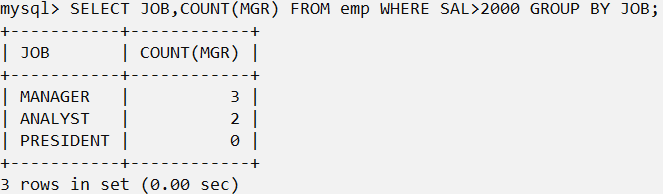 mysql> SELECT JOB,COUNT(MGR) FROM emp WHERE SAL>2000 GROUP BY JOB;
+-----------+------------+
| JOB       | COUNT(MGR) |
+-----------+------------+
| MANAGER   |          3 |
| ANALYST   |          2 |
| PRESIDENT |          0 |
+-----------+------------+
3 rows in set (0.00 sec)